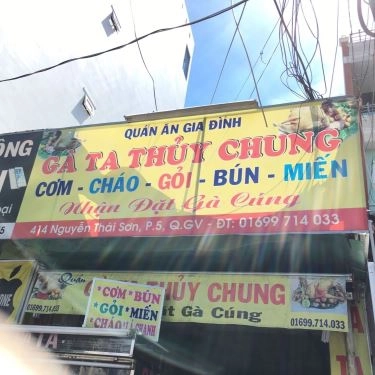 QUÁN ĂN GIA ĐÌNH
GÀ TA THỦY CHUNG
CƠM - CHÁO - GỎI - BÚN - MIẾN
Nhận Đặt Gà Cúng
414 Nguyễn Thái Sơn, P.5, Q.GV - ĐT: 01699 714 033
Quán
THỦY CHUNG
Đặt Gà Cúng
01699.714.033
*CƠM *BÚN
*GỎI *MIẾN
*CHÁO